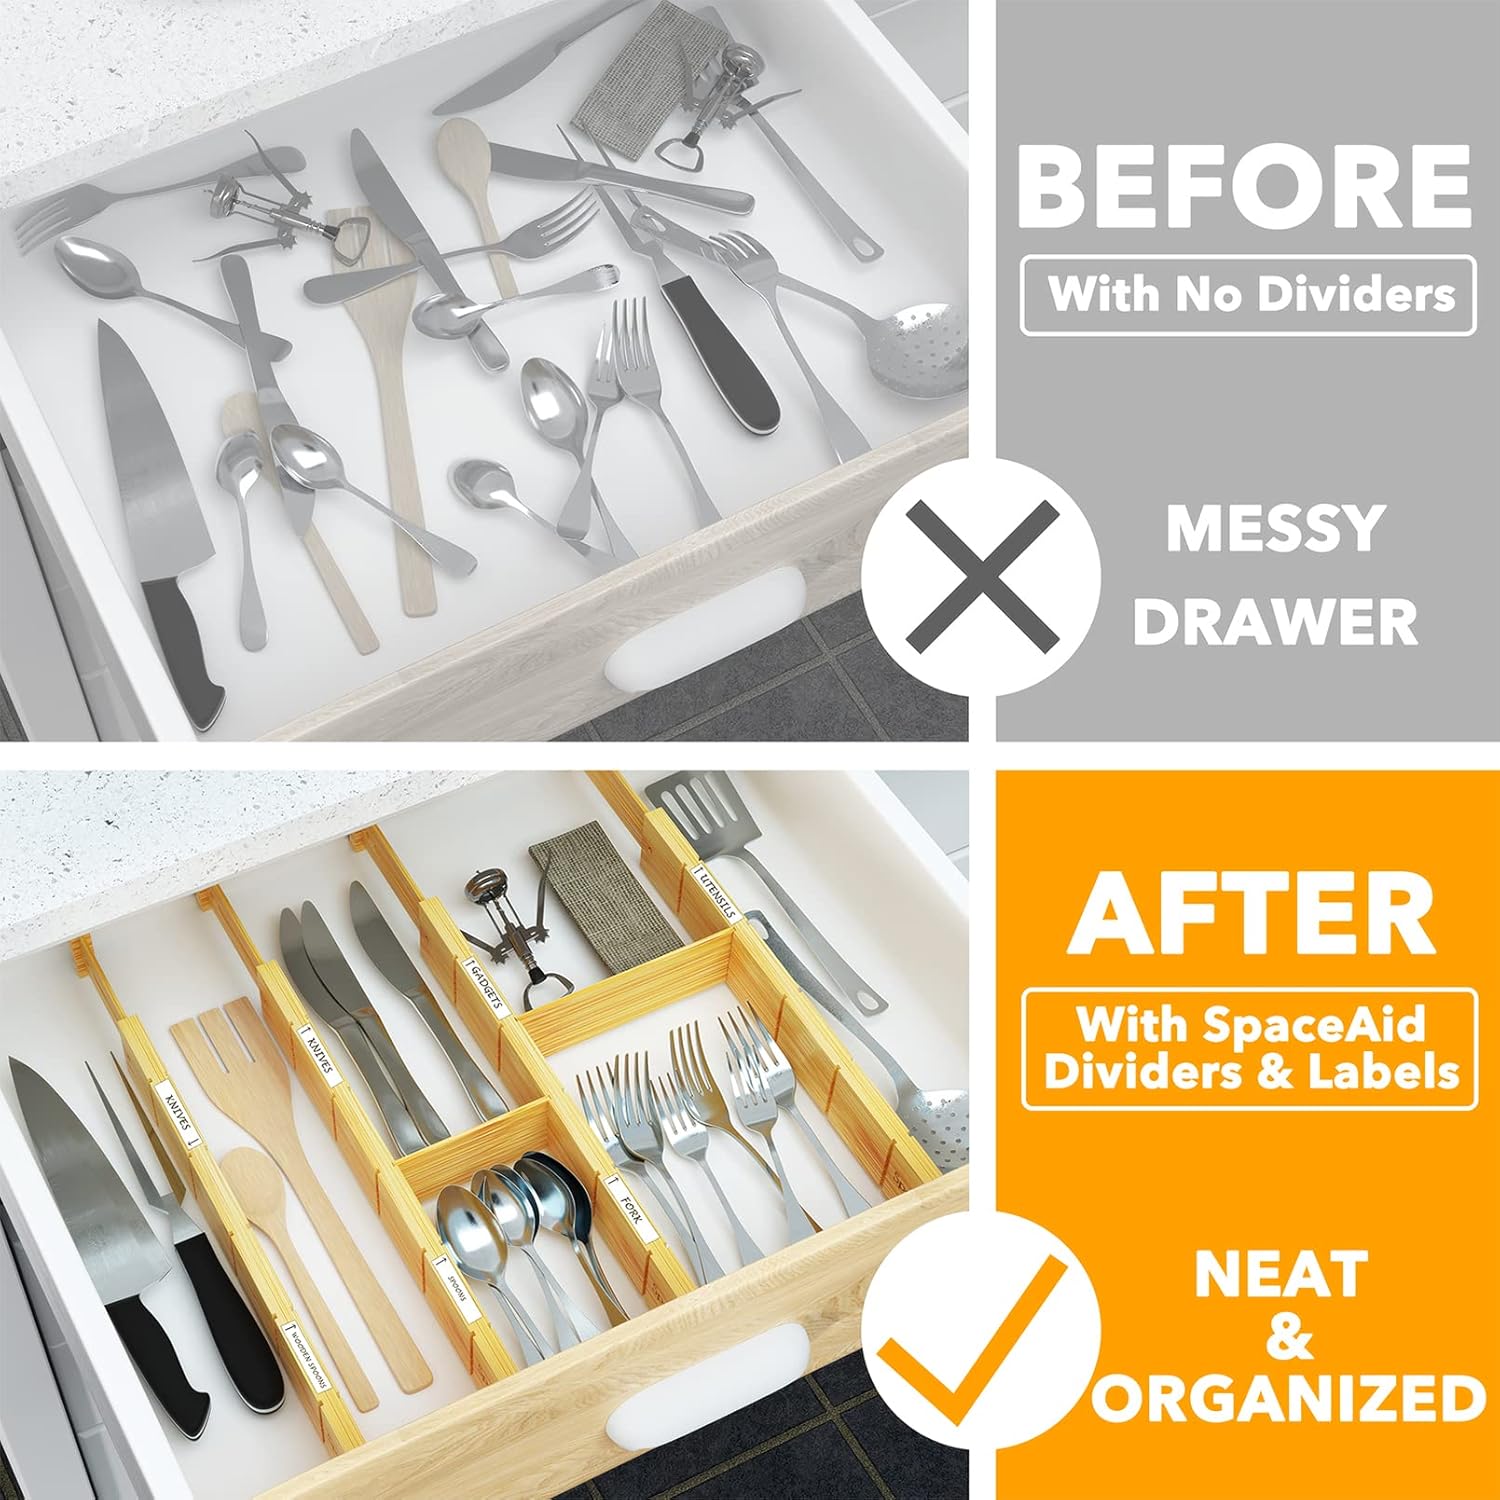 BEFORE
With No Dividers
MESSY
DRAWER
AFTER
With SpaceAid
Dividers & Labels
NEAT
&
ORGANIZED
UTENSILS
GADGETS
KNIVES
KNIVES
FORK
SPOONS
WOODEN SPOONS